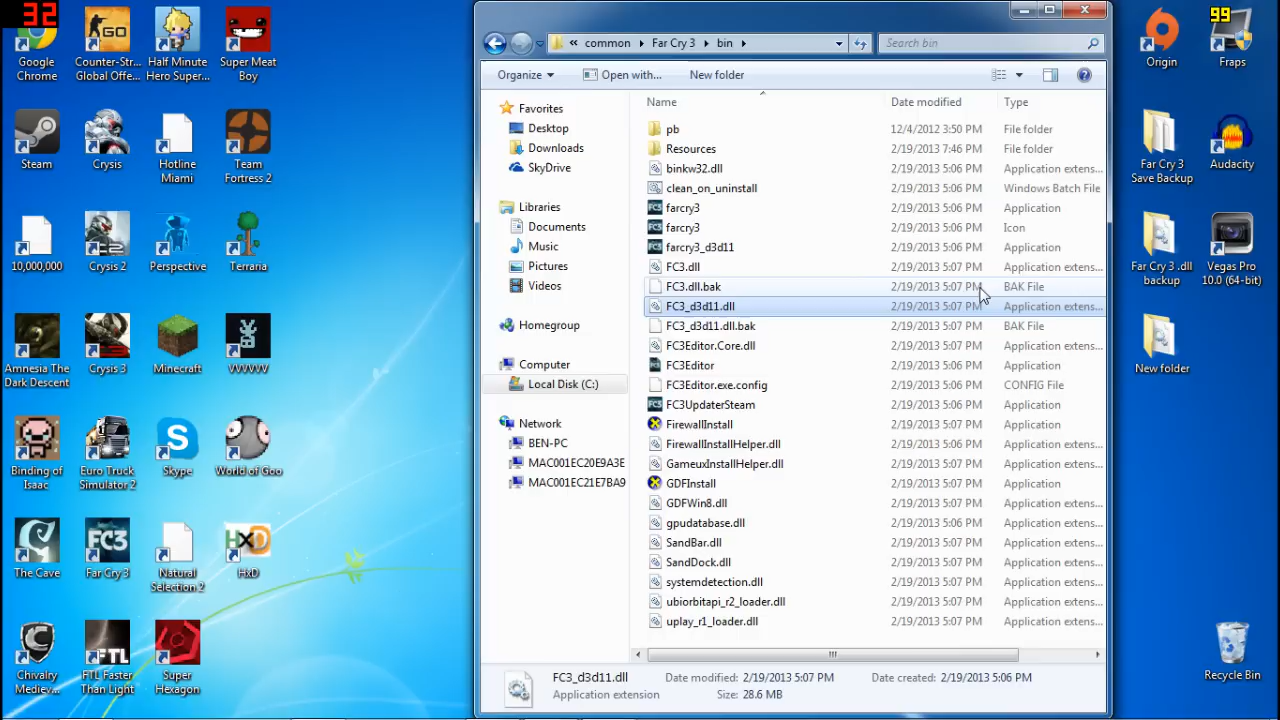 32
99
Google
Chrome
Counter-Str...
Global Offe...
Half Minute
Hero Super...
Super Meat
Boy
Steam
Crysis
Hotline
Miami
Team
Fortress 2
10,000,000
Crysis 2
Perspective
Terraria
Amnesia The
Dark Descent
Crysis 3
Minecraft
VVVVVV
Binding of
Isaac
Euro Truck
Simulator 2
Skype
World of Goo
The Cave
Far Cry 3
Natural
Selection 2
HxD
Chivalry
Mediev...
FTL Faster
Than Light
Super
Hexagon
« common Far Cry 3 bin
Search bin
Organize Open with... New folder
Favorites
Desktop
Downloads
SkyDrive
Libraries
Documents
Music
Pictures
Videos
Homegroup
Computer
Local Disk (C:)
Network
BEN-PC
MAC001EC20E9A3E
MAC001EC21E7BA9
Name Date modified Type
pb 12/4/2012 3:50 PM File folder
Resources 2/19/2013 7:46 PM File folder
binkw32.dll 2/19/2013 5:06 PM Application extens...
clean_on_uninstall 2/19/2013 5:06 PM Windows Batch File
farcry3 2/19/2013 5:06 PM Application
farcry3 2/19/2013 5:06 PM Icon
farcry3_d3d11 2/19/2013 5:06 PM Application
FC3.dll 2/19/2013 5:07 PM Application extens...
FC3.dll.bak 2/19/2013 5:07 PM BAK File
FC3_d3d11.dll 2/19/2013 5:07 PM Application extens...
FC3_d3d11.dll.bak 2/19/2013 5:07 PM BAK File
FC3Editor.Core.dll 2/19/2013 5:06 PM Application extens...
FC3Editor 2/19/2013 5:06 PM Application
FC3Editor.exe.config 2/19/2013 5:06 PM CONFIG File
FC3UpdaterSteam 2/19/2013 5:06 PM Application
FirewallInstall 2/19/2013 5:07 PM Application
FirewallInstallHelper.dll 2/19/2013 5:07 PM Application extens...
GameuxInstallHelper.dll 2/19/2013 5:07 PM Application extens...
GDFInstall 2/19/2013 5:07 PM Application
GDFWin8.dll 2/19/2013 5:07 PM Application extens...
gpudatabase.dll 2/19/2013 5:06 PM Application extens...
SandBar.dll 2/19/2013 5:07 PM Application extens...
SandDock.dll 2/19/2013 5:07 PM Application extens...
systemdetection.dll 2/19/2013 5:07 PM Application extens...
ubiorbitapi_r2_loader.dll 2/19/2013 5:07 PM Application extens...
uplay_r1_loader.dll 2/19/2013 5:07 PM Application extens...
FC3_d3d11.dll Date modified: 2/19/2013 5:07 PM Date created: 2/19/2013 5:06 PM
Application extension Size: 28.6 MB
Origin
Fraps
Far Cry 3
Save Backup
Audacity
Far Cry 3 .dll
backup
Vegas Pro
10.0 (64-bit)
New folder
Recycle Bin